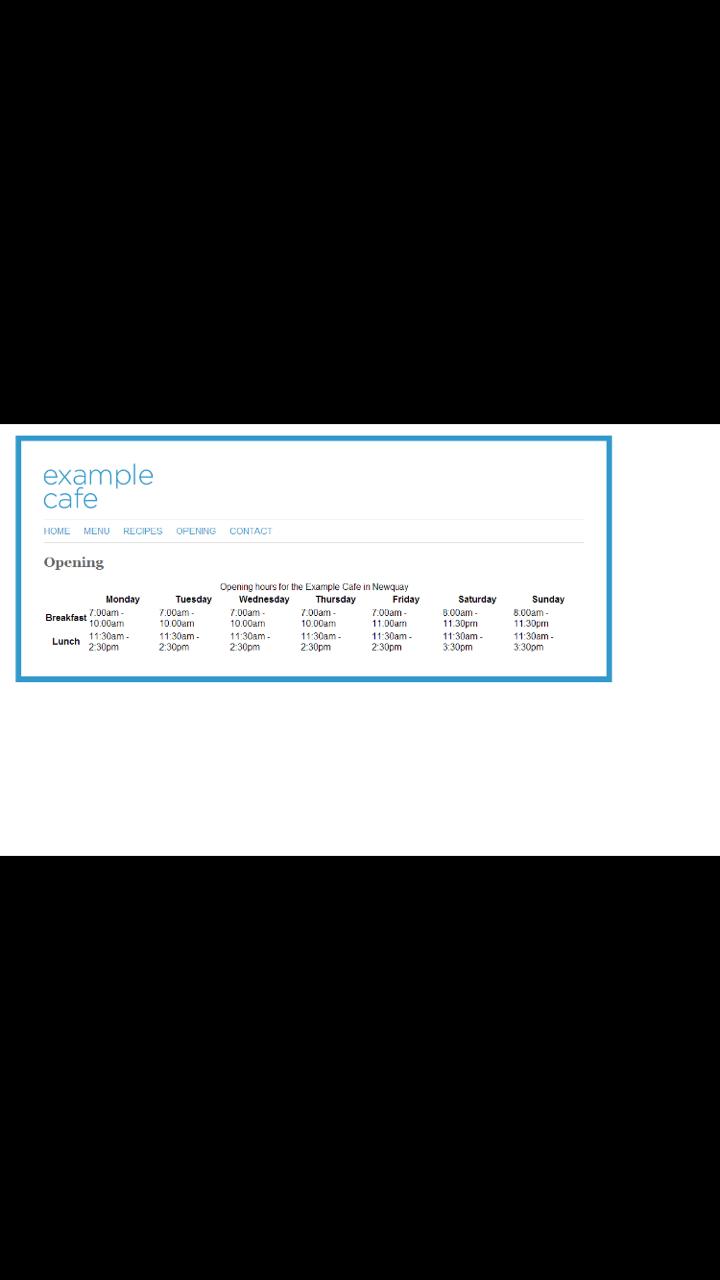 example
cafe
HOME MENU RECIPES OPENING CONTACT
Opening
Opening hours for the Example Cafe in Newquay
Monday Tuesday Wednesday Thursday Friday Saturday Sunday
Breakfast 7:00am - 10.00am 7:00am - 10.00am 7:00am - 10.00am 7:00am - 10.00am 7:00am - 11.00am 8:00am - 11.30pm 8:00am - 11.30pm
Lunch 11:30am - 2:30pm 11:30am - 2:30pm 11:30am - 2:30pm 11:30am - 2:30pm 11:30am - 2:30pm 11:30am - 3:30pm 11:30am - 3:30pm